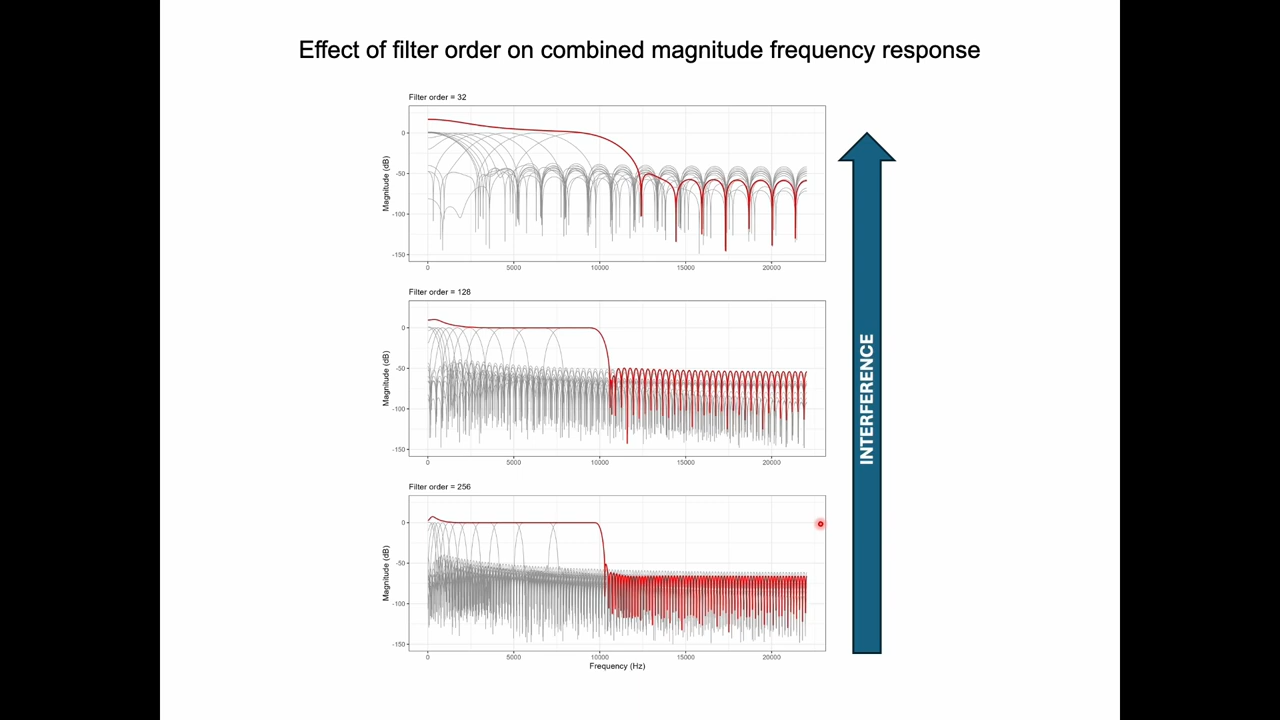 Effect of filter order on combined magnitude frequency response
Filter order = 32
Magnitude (dB)
0
-50
-100
-150
0 5000 10000 15000 20000
Filter order = 128
Magnitude (dB)
0
-50
-100
-150
0 5000 10000 15000 20000
Filter order = 256
Magnitude (dB)
0
-50
-100
-150
0 5000 10000 15000 20000
Frequency (Hz)
INTERFERENCE